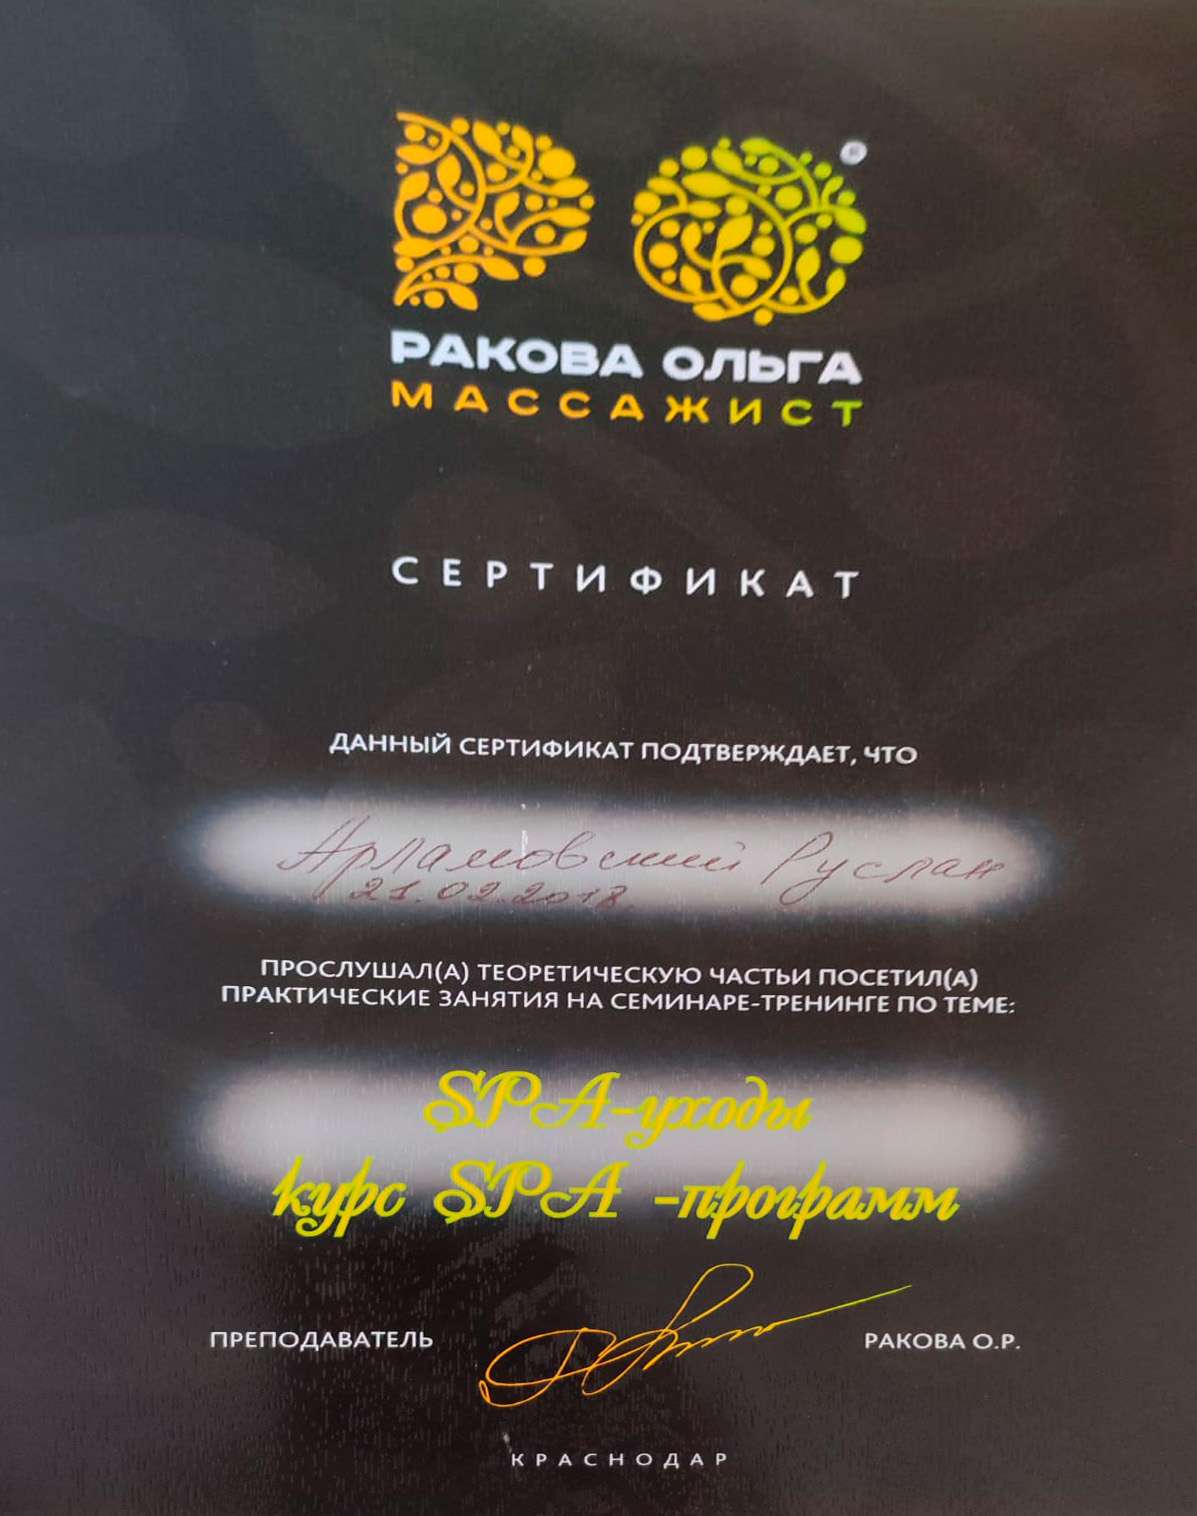 ®
РАКОВА ОЛЬГА
МАССАЖИСТ
СЕРТИФИКАТ
ДАННЫЙ СЕРТИФИКАТ ПОДТВЕРЖДАЕТ, ЧТО
Арламовский Руслан
21.02.2018
ПРОСЛУШАЛ(А) ТЕОРЕТИЧЕСКУЮ ЧАСТЬИ ПОСЕТИЛ(А)
ПРАКТИЧЕСКИЕ ЗАНЯТИЯ НА СЕМИНАРЕ-ТРЕНИНГЕ ПО ТЕМЕ:
SPA-уходы
курс SPA -программ
ПРЕПОДАВАТЕЛЬ РАКОВА О.Р.
КРАСНОДАР